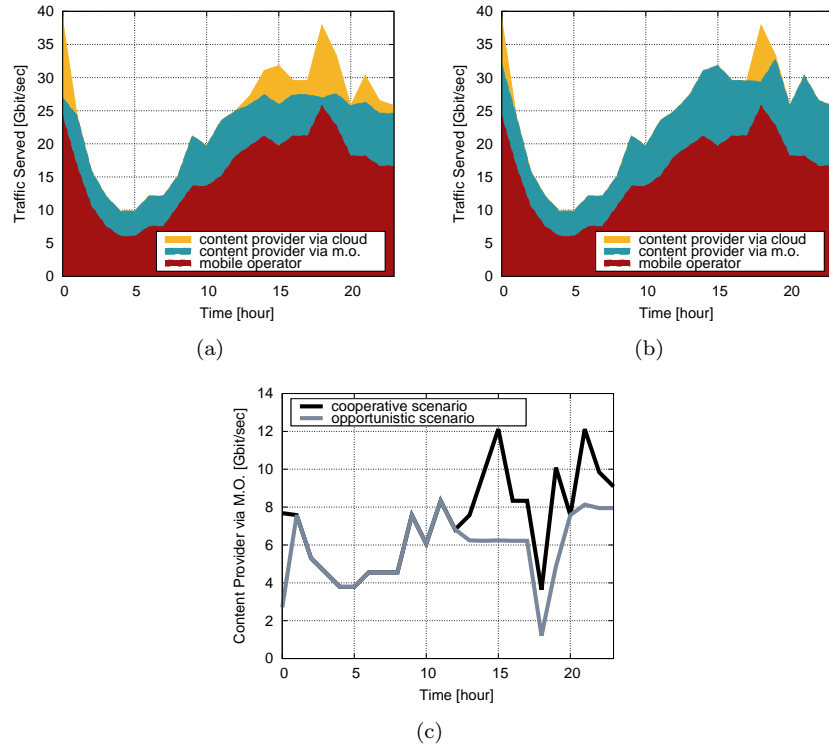 40
35
30
25
20
15
10
5
0
Traffic Served [Gbit/sec]
content provider via cloud
content provider via m.o.
mobile operator
0 5 10 15 20
Time [hour]
(a)
40
35
30
25
20
15
10
5
0
Traffic Served [Gbit/sec]
content provider via cloud
content provider via m.o.
mobile operator
0 5 10 15 20
Time [hour]
(b)
14
12
10
8
6
4
2
0
Content Provider via M.O. [Gbit/sec]
cooperative scenario
opportunistic scenario
0 5 10 15 20
Time [hour]
(c)